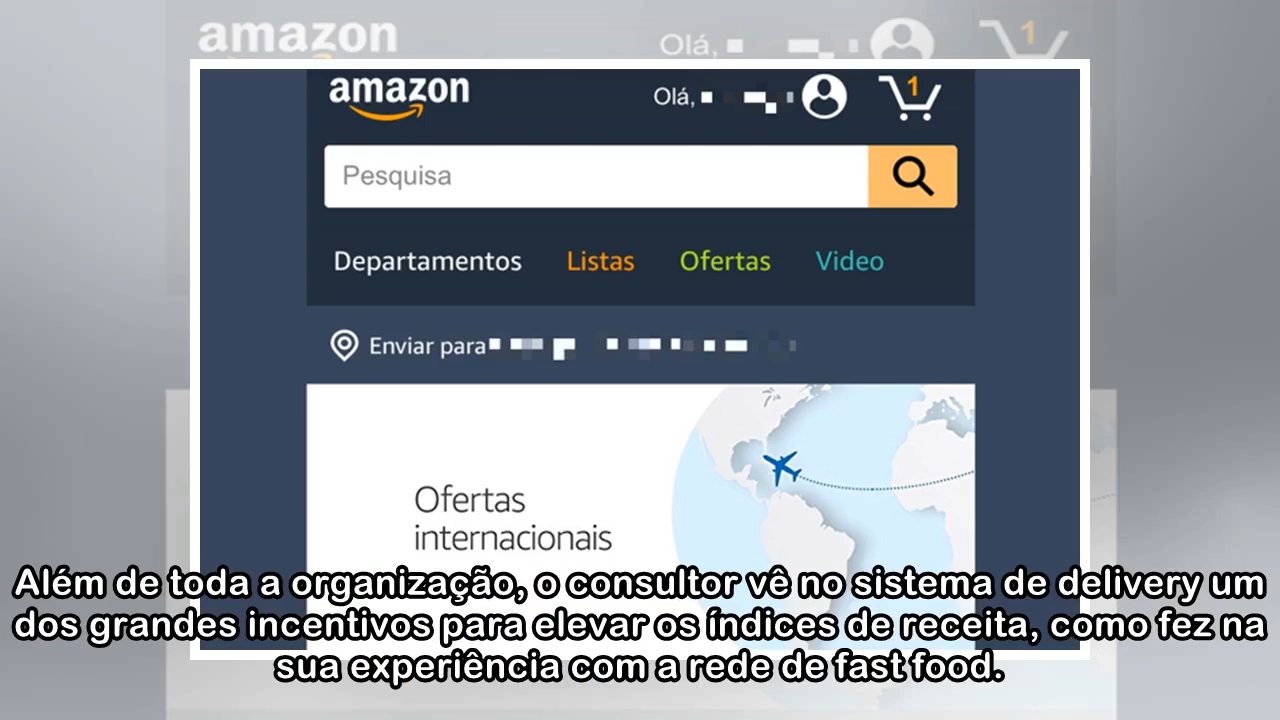 amazon
Olá,
1
amazon
Olá,
1
Pesquisa
Departamentos Listas Ofertas Video
Enviar para
Ofertas
internacionais
Além de toda a organização, o consultor vê no sistema de delivery um
dos grandes incentivos para elevar os índices de receita, como fez na
sua experiência com a rede de fast food.